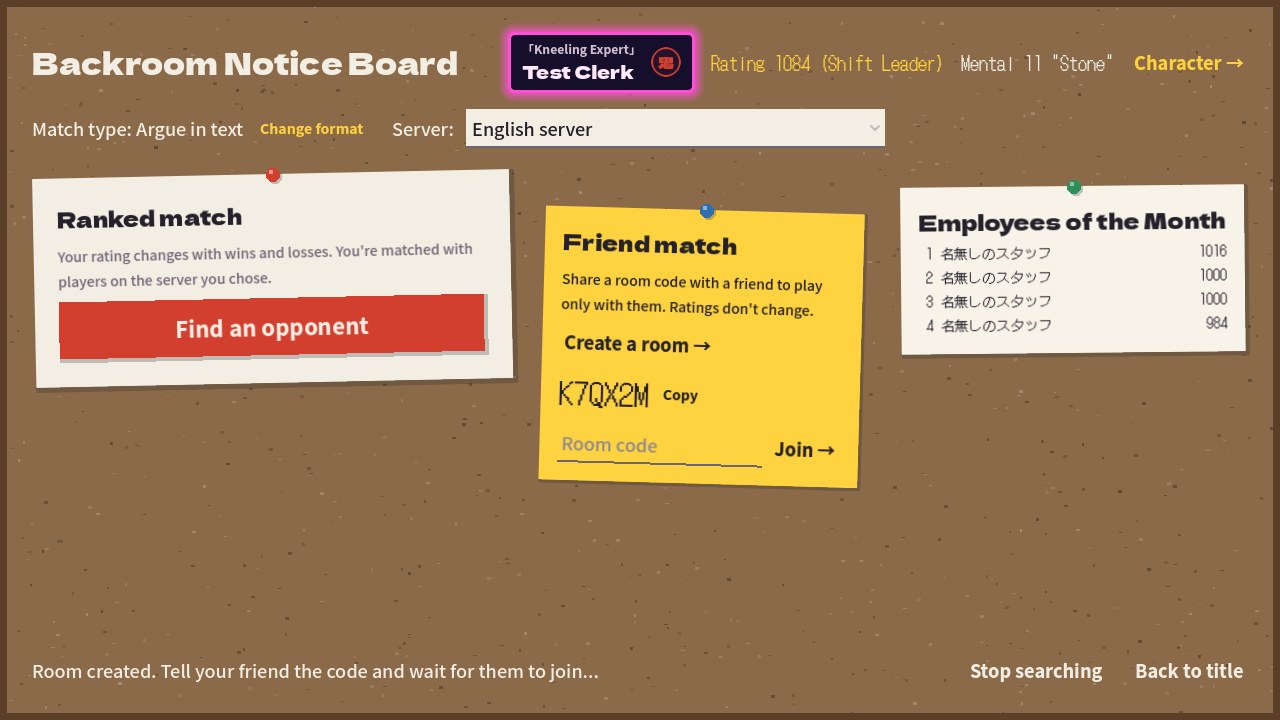 Backroom Notice Board
「Kneeling Expert」
Test Clerk
Rating 1084 (Shift Leader)
Mental 11 "Stone"
Character →
Match type: Argue in text
Change format
Server:
English server
Ranked match
Your rating changes with wins and losses. You're matched with
players on the server you chose.
Find an opponent
Friend match
Share a room code with a friend to play
only with them. Ratings don't change.
Create a room →
K7QX2M
Copy
Room code
Join →
Employees of the Month
1 名無しのスタッフ 1016
2 名無しのスタッフ 1000
3 名無しのスタッフ 1000
4 名無しのスタッフ 984
Room created. Tell your friend the code and wait for them to join...
Stop searching
Back to title